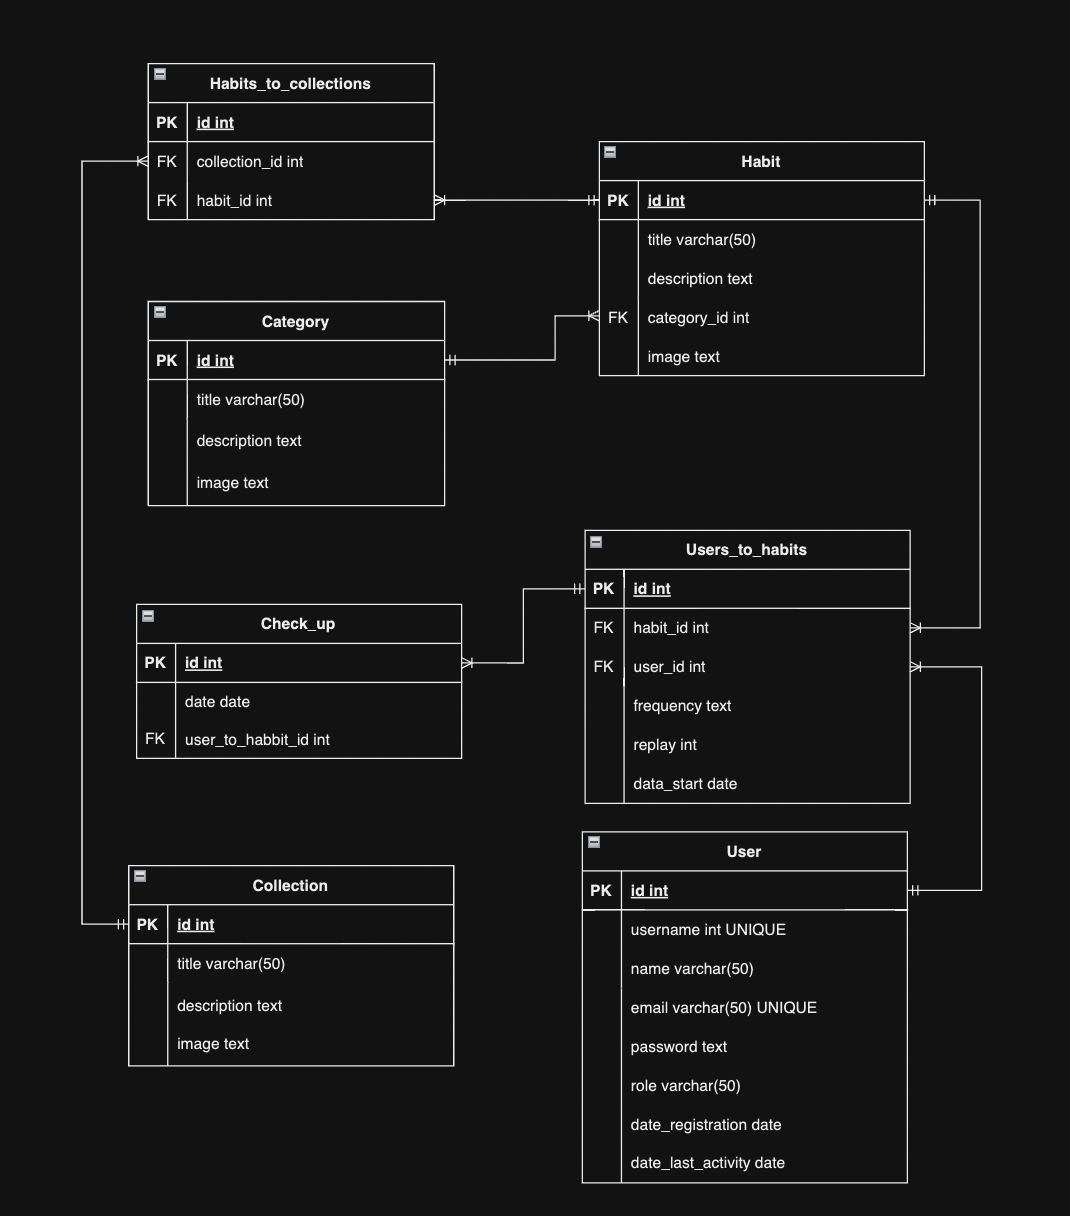 Habits_to_collections
PK id int
FK collection_id int
FK habit_id int
Habit
PK id int
title varchar(50)
description text
FK category_id int
image text
Category
PK id int
title varchar(50)
description text
image text
Users_to_habits
PK id int
FK habit_id int
FK user_id int
frequency text
replay int
data_start date
Check_up
PK id int
date date
FK user_to_habbit_id int
Collection
PK id int
title varchar(50)
description text
image text
User
PK id int
username int UNIQUE
name varchar(50)
email varchar(50) UNIQUE
password text
role varchar(50)
date_registration date
date_last_activity date